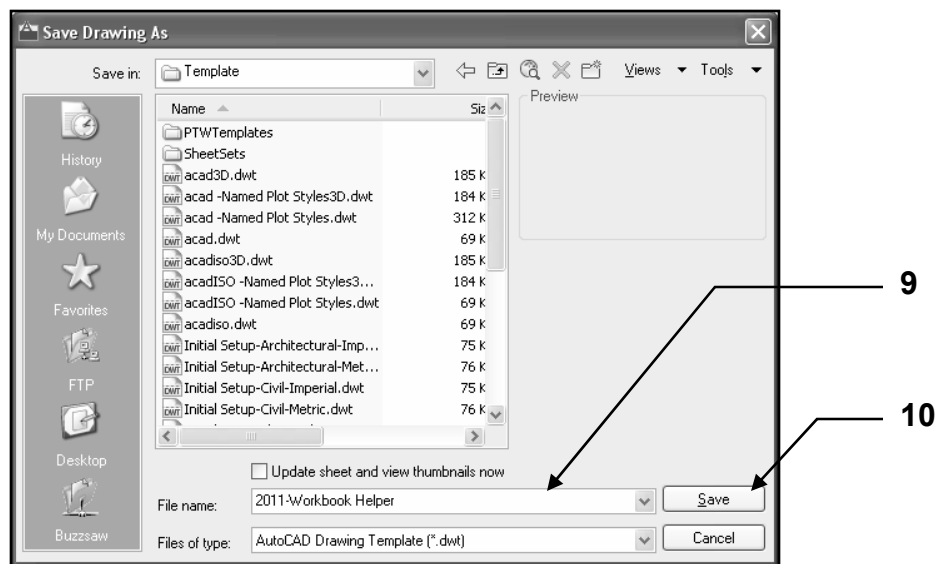 Save Drawing As
Save in: Template Views Tools
History
My Documents
Favorites
FTP
Desktop
Buzzsaw
Name Siz
PTWTemplates
SheetSets
acad3D.dwt 185 K
acad -Named Plot Styles3D.dwt 184 K
acad -Named Plot Styles.dwt 312 K
acad.dwt 69 K
acadiso3D.dwt 185 K
acadISO -Named Plot Styles3... 184 K
acadISO -Named Plot Styles.dwt 69 K
acadiso.dwt 69 K
Initial Setup-Architectural-Imp... 75 K
Initial Setup-Architectural-Met... 76 K
Initial Setup-Civil-Imperial.dwt 75 K
Initial Setup-Civil-Metric.dwt 76 K
Preview
Update sheet and view thumbnails now
File name: 2011-Workbook Helper Save
Files of type: AutoCAD Drawing Template (*.dwt) Cancel
9
10